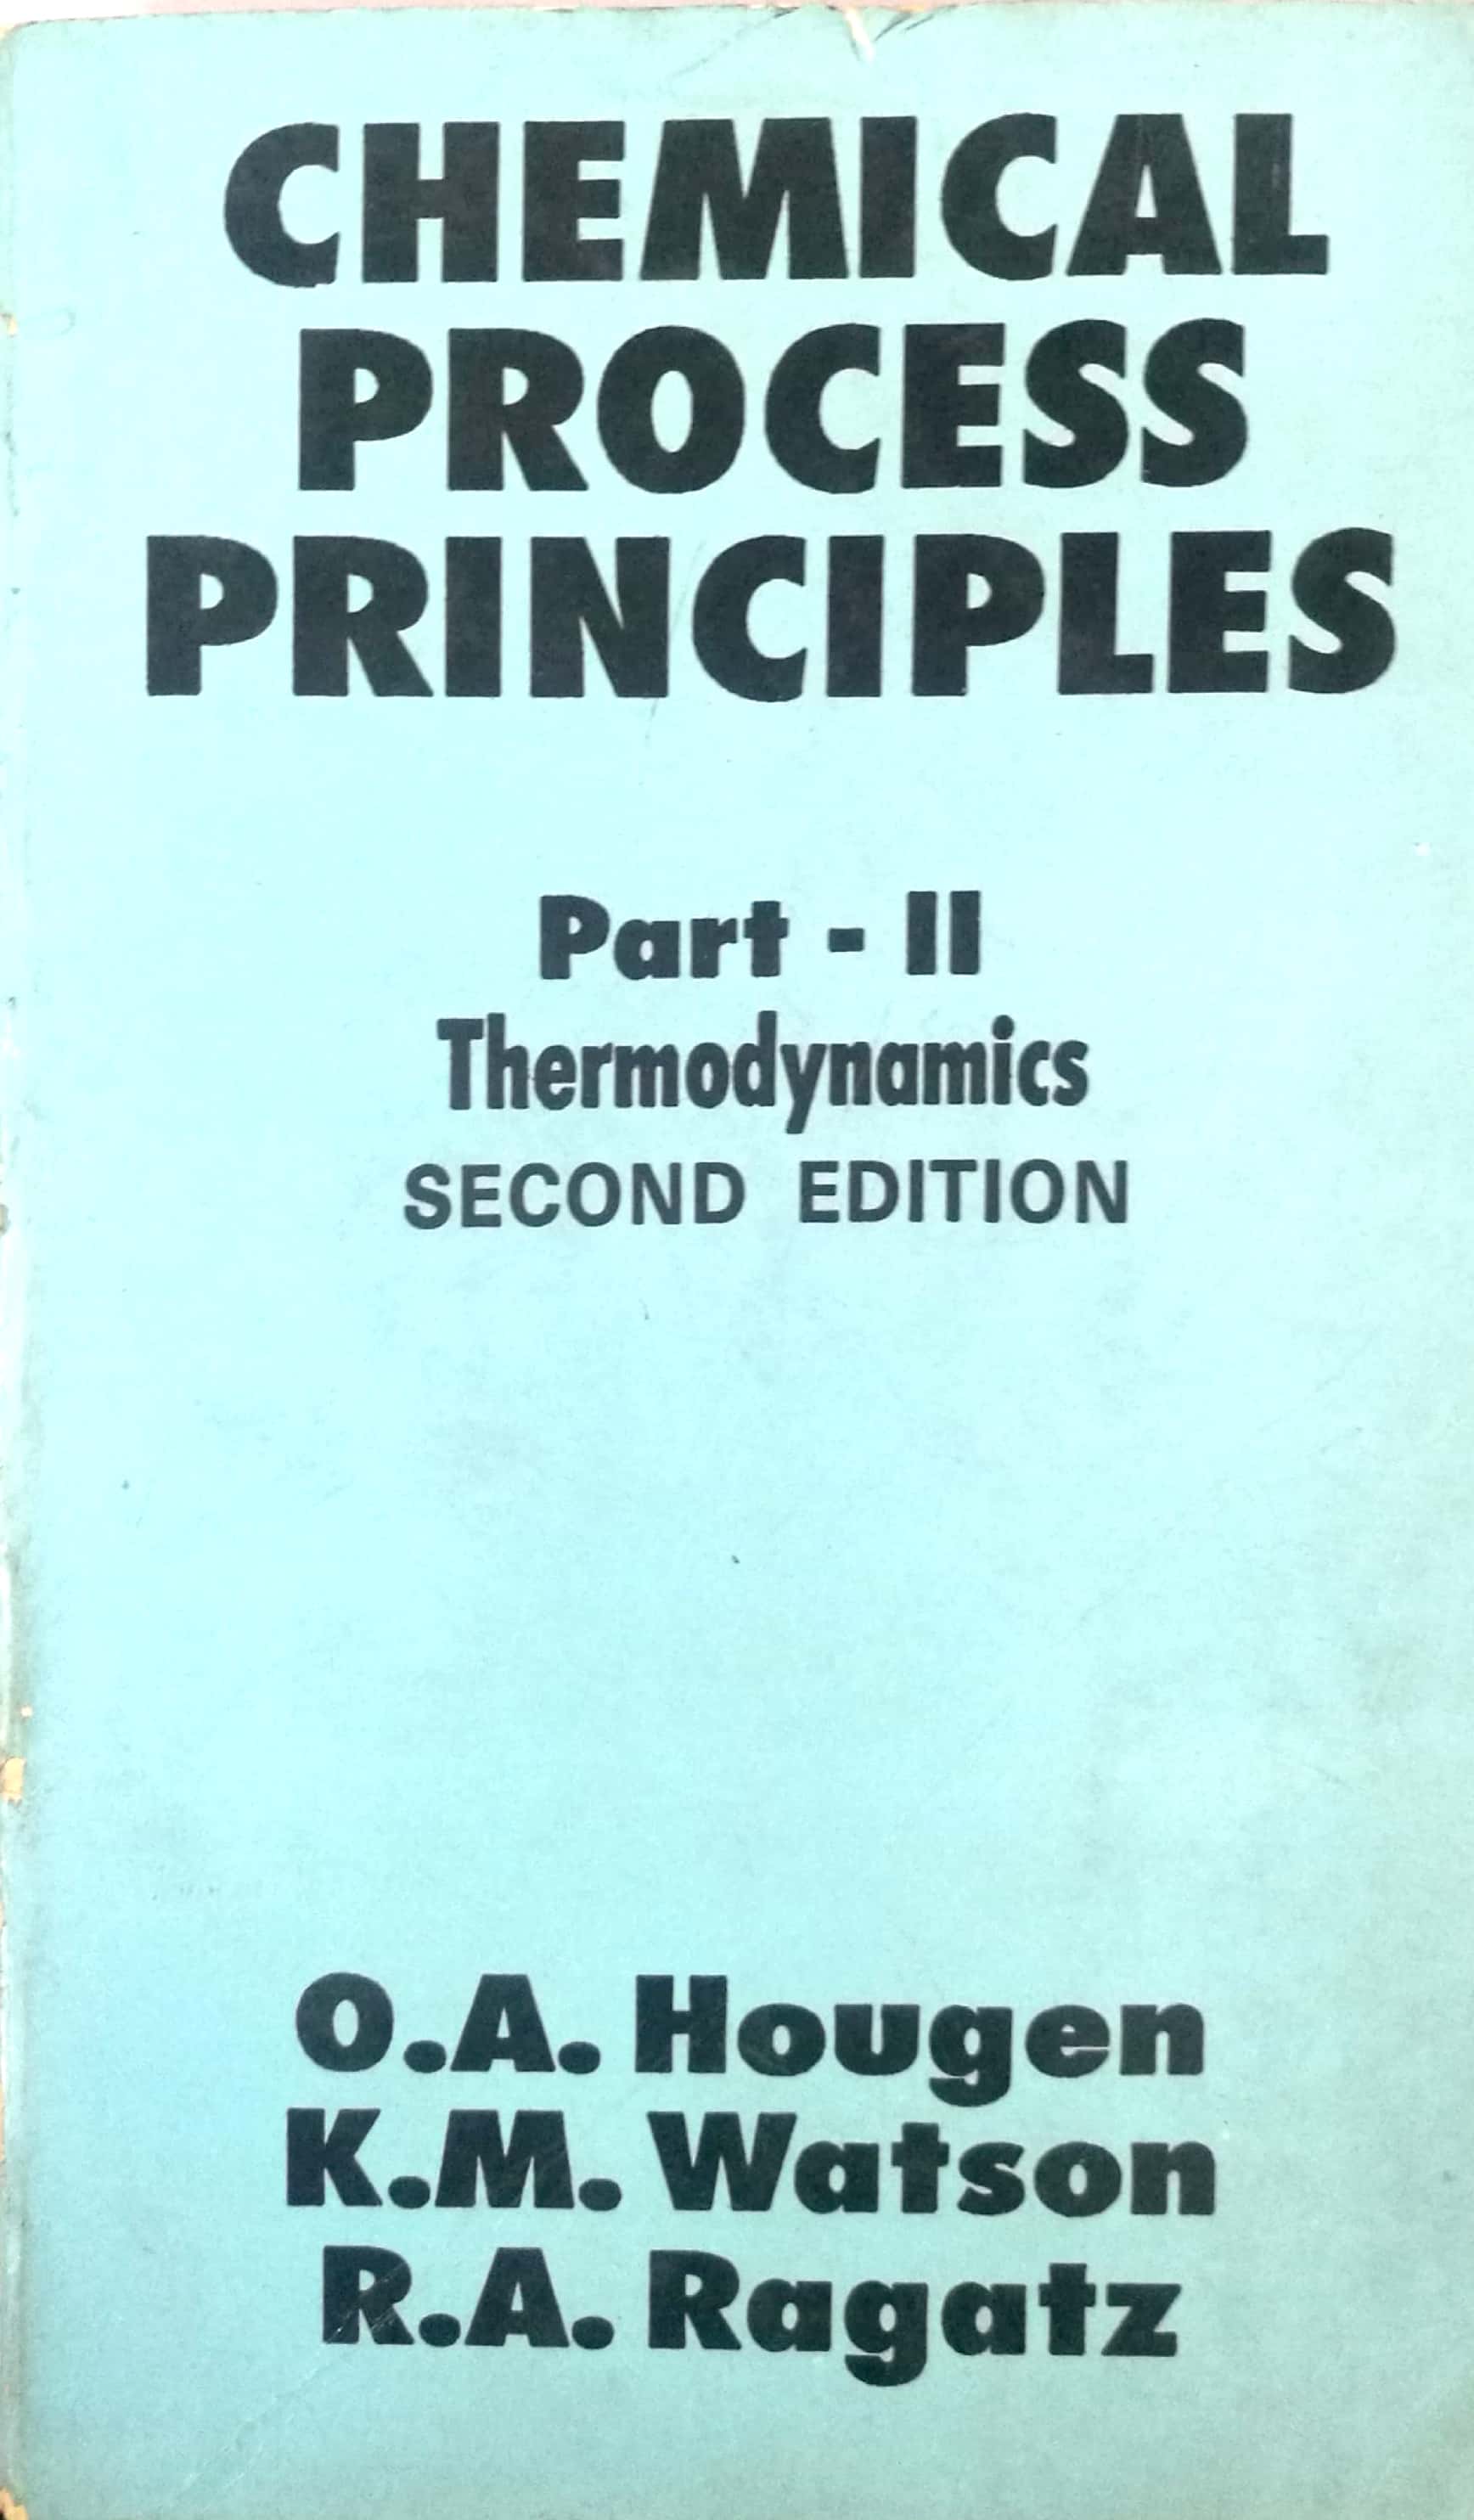 CHEMICAL
PROCESS
PRINCIPLES
Part - II
Thermodynamics
SECOND EDITION
O.A. Hougen
K.M. Watson
R.A. Ragatz